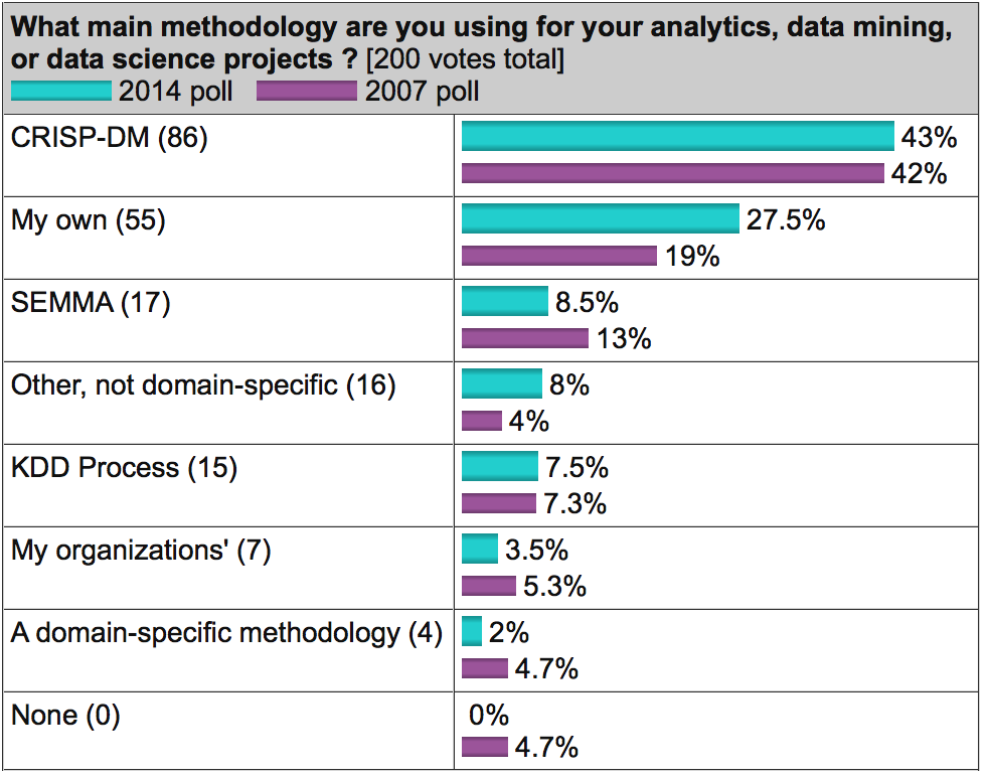 What main methodology are you using for your analytics, data mining,
or data science projects ? [200 votes total]
2014 poll 2007 poll
CRISP-DM (86) 43%
42%
My own (55) 27.5%
19%
SEMMA (17) 8.5%
13%
Other, not domain-specific (16) 8%
4%
KDD Process (15) 7.5%
7.3%
My organizations' (7) 3.5%
5.3%
A domain-specific methodology (4) 2%
4.7%
None (0) 0%
4.7%